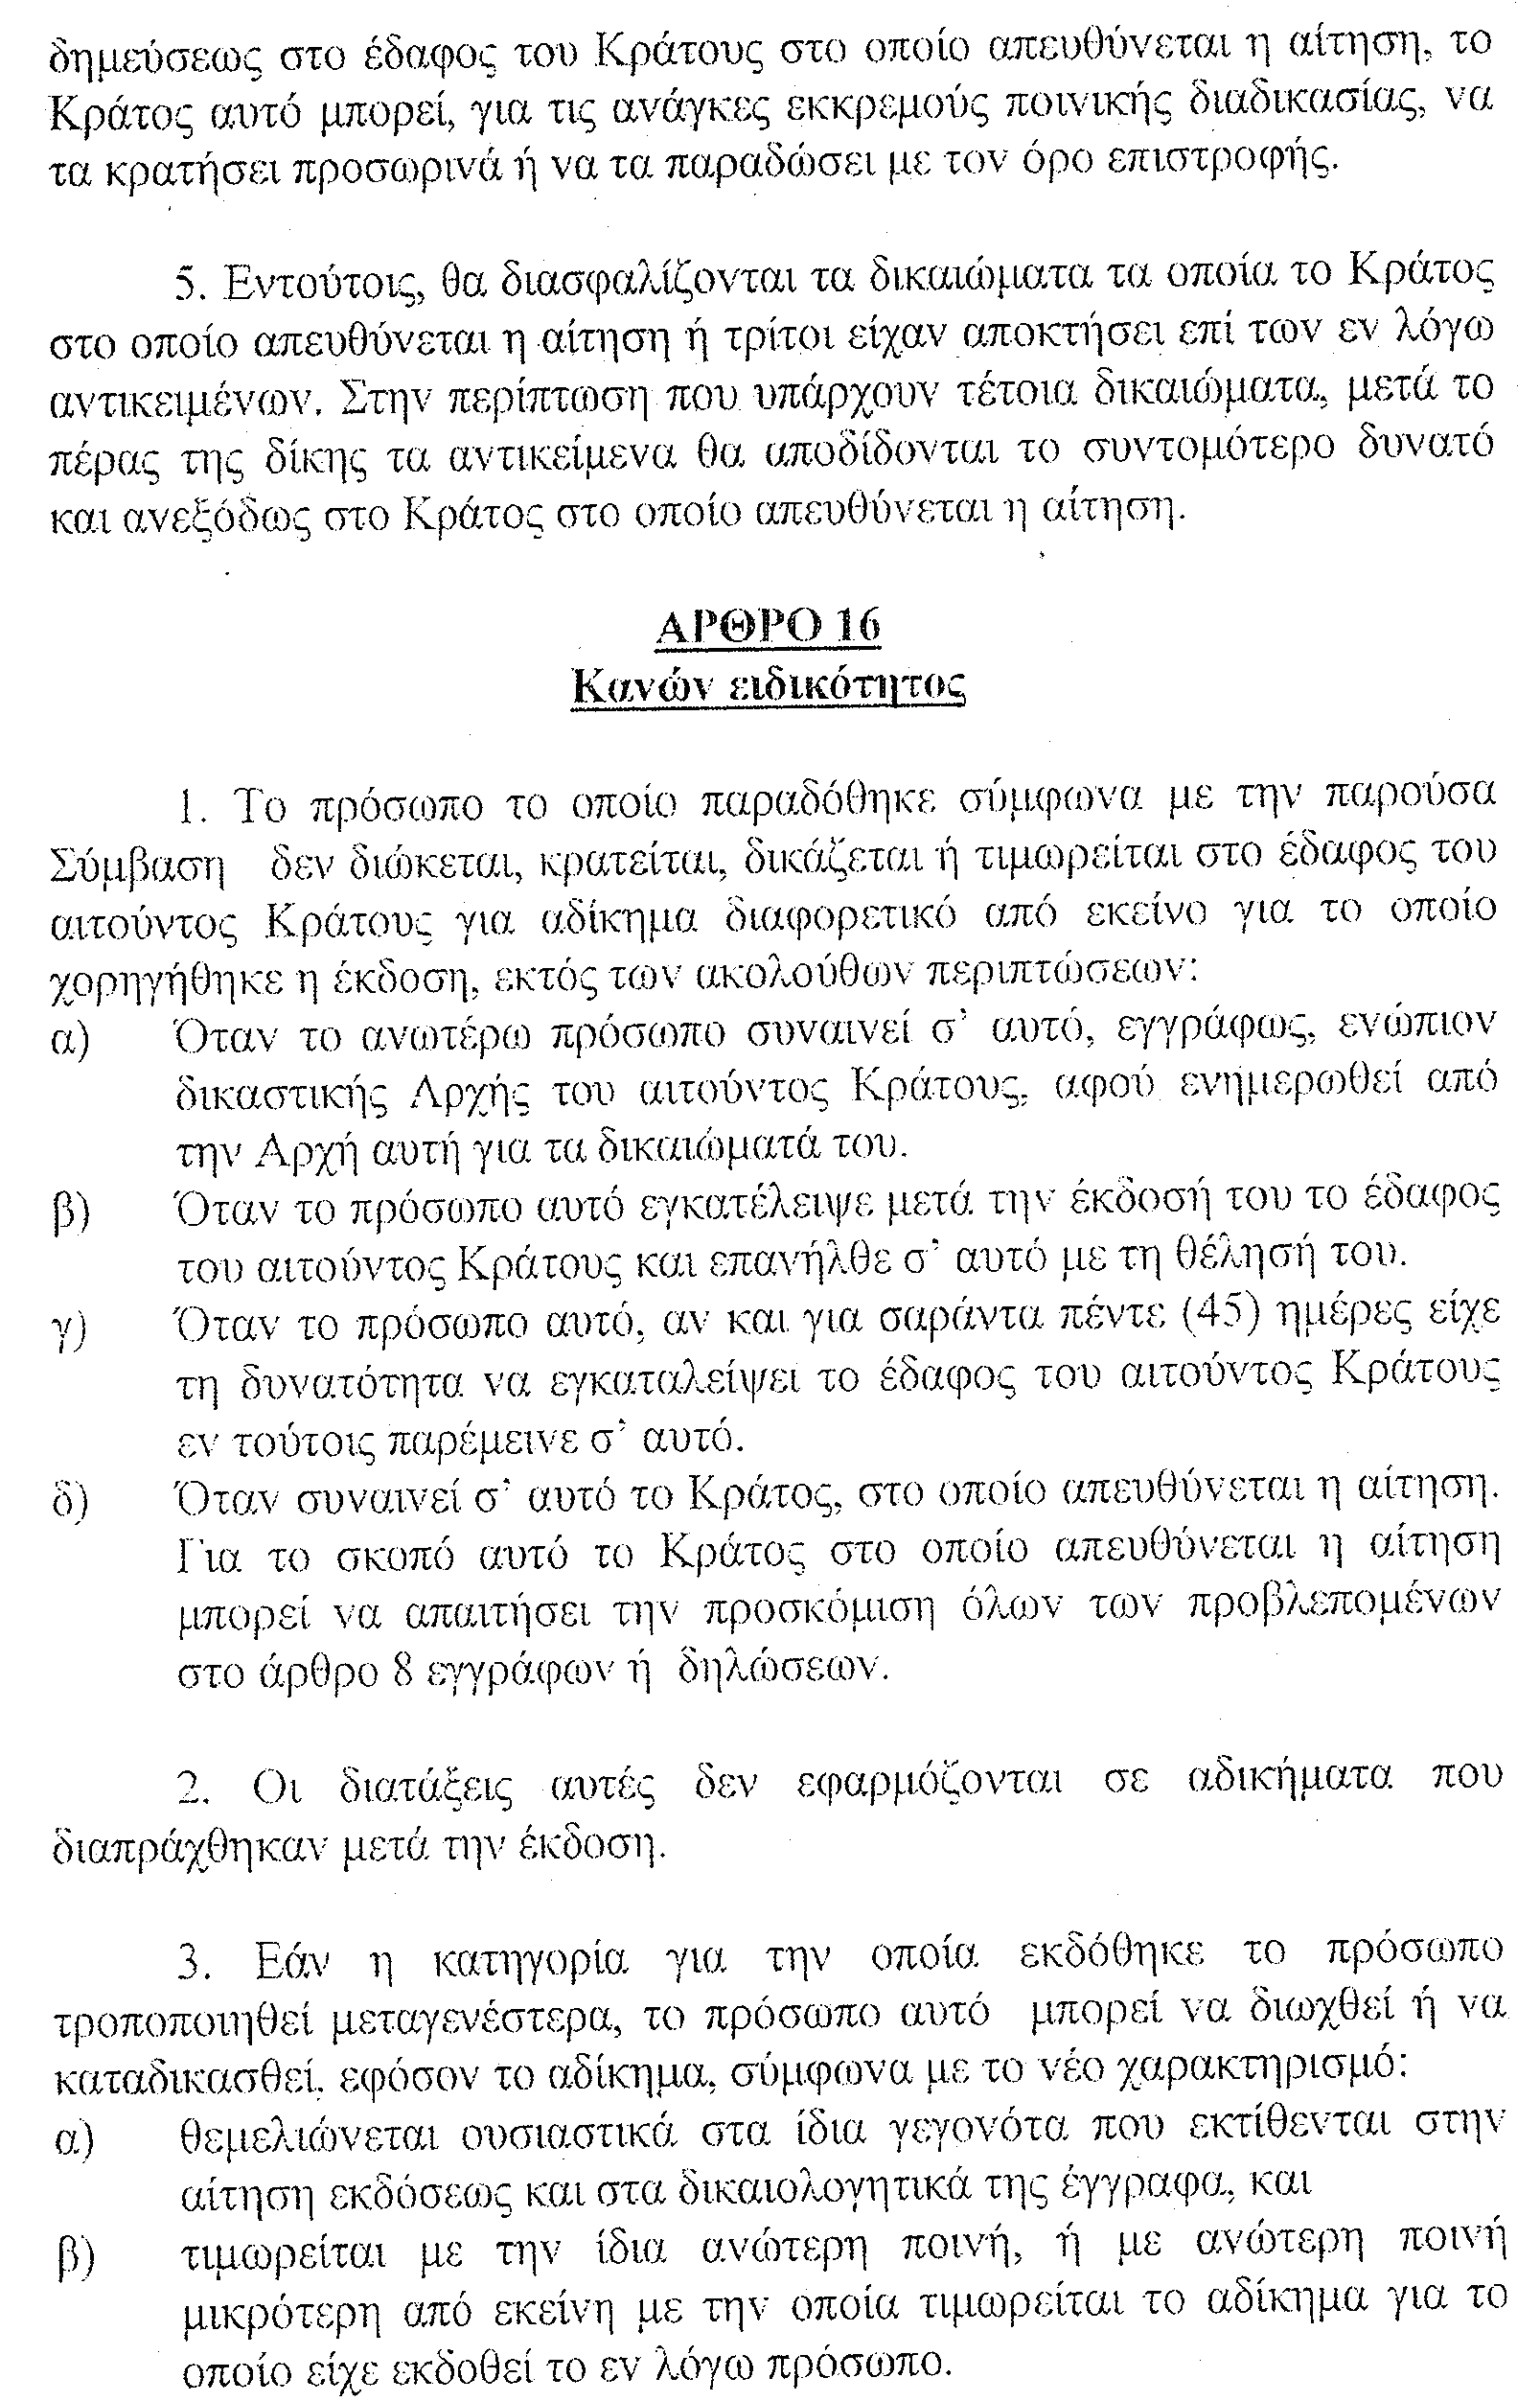 δημεύσεως στο έδαφος του Κράτους στο οποίο απευθύνεται η αίτηση, το
Κράτος αυτό μπορεί, για τις ανάγκες εκκρεμούς ποινικής διαδικασίας, να
τα κρατήσει προσωρινά ή να τα παραδώσει με τον όρο επιστροφής.
5. Εντούτοις, θα διασφαλίζονται τα δικαιώματα τα οποία το Κράτος
στο οποίο απευθύνεται η αίτηση ή τρίτοι είχαν αποκτήσει επί των εν λόγω
αντικειμένων. Στην περίπτωση που υπάρχουν τέτοια δικαιώματα, μετά το
πέρας της δίκης τα αντικείμενα θα αποδίδονται το συντομότερο δυνατό
και ανεξόδως στο Κράτος στο οποίο απευθύνεται η αίτηση.
ΑΡΘΡΟ 16
Κανών ειδικότητος
1. Το πρόσωπο το οποίο παραδόθηκε σύμφωνα με την παρούσα
Σύμβαση δεν διώκεται, κρατείται, δικάζεται ή τιμωρείται στο έδαφος του
αιτούντος Κράτους για αδίκημα διαφορετικό από εκείνο για το οποίο
χορηγήθηκε η έκδοση, εκτός των ακολούθων περιπτώσεων:
α) Όταν το ανωτέρω πρόσωπο συναινεί σ' αυτό, εγγράφως, ενώπιον
δικαστικής Αρχής του αιτούντος Κράτους, αφού ενημερωθεί από
την Αρχή αυτή για τα δικαιώματά του.
β) Όταν το πρόσωπο αυτό εγκατέλειψε μετά την έκδοσή του το έδαφος
του αιτούντος Κράτους και επανήλθε σ' αυτό με τη θέλησή του.
γ) Όταν το πρόσωπο αυτό, αν και για σαράντα πέντε (45) ημέρες είχε
τη δυνατότητα να εγκαταλείψει το έδαφος του αιτούντος Κράτους
εν τούτοις παρέμεινε σ' αυτό.
δ) Όταν συναινεί σ' αυτό το Κράτος, στο οποίο απευθύνεται η αίτηση.
Για το σκοπό αυτό το Κράτος στο οποίο απευθύνεται η αίτηση
μπορεί να απαιτήσει την προσκόμιση όλων των προβλεπομένων
στο άρθρο 8 εγγράφων ή δηλώσεων.
2. Οι διατάξεις αυτές δεν εφαρμόζονται σε αδικήματα που
διαπράχθηκαν μετά την έκδοση.
3. Εάν η κατηγορία για την οποία εκδόθηκε το πρόσωπο
τροποποιηθεί μεταγενέστερα, το πρόσωπο αυτό μπορεί να διωχθεί ή να
καταδικασθεί, εφόσον το αδίκημα, σύμφωνα με το νέο χαρακτηρισμό:
α) θεμελιώνεται ουσιαστικά στα ίδια γεγονότα που εκτίθενται στην
αίτηση εκδόσεως και στα δικαιολογητικά της έγγραφα, και
β) τιμωρείται με την ίδια ανώτερη ποινή, ή με ανώτερη ποινή
μικρότερη από εκείνη με την οποία τιμωρείται το αδίκημα για το
οποίο είχε εκδοθεί το εν λόγω πρόσωπο.